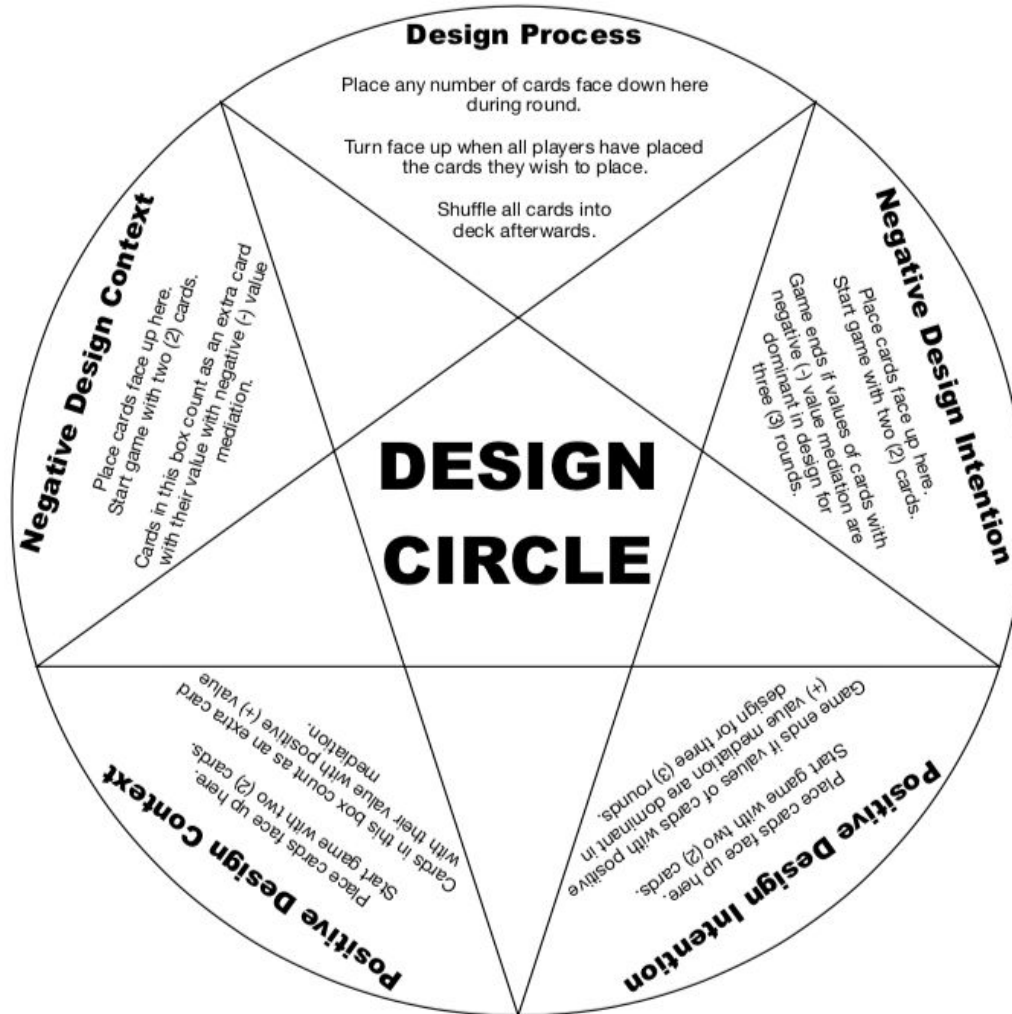 Design Process
Place any number of cards face down here
during round.
Turn face up when all players have placed
the cards they wish to place.
Shuffle all cards into
deck afterwards.
Negative Design Intention
Place cards face up here.
Start game with two (2) cards.
Game ends if values of cards with
negative (-) value mediation are
dominant in design for
three (3) rounds.
Positive Design Intention
Place cards face up here.
Start game with two (2) cards.
Game ends if values of cards with positive
(+) value mediation are dominant in
design for three (3) rounds.
Positive Design Context
Place cards face up here.
Start game with two (2) cards.
Cards in this box count as an extra card
with their value with positive (+) value
mediation.
Negative Design Context
Place cards face up here.
Start game with two (2) cards.
Cards in this box count as an extra card
with their value with negative (-) value
mediation.
DESIGN
CIRCLE